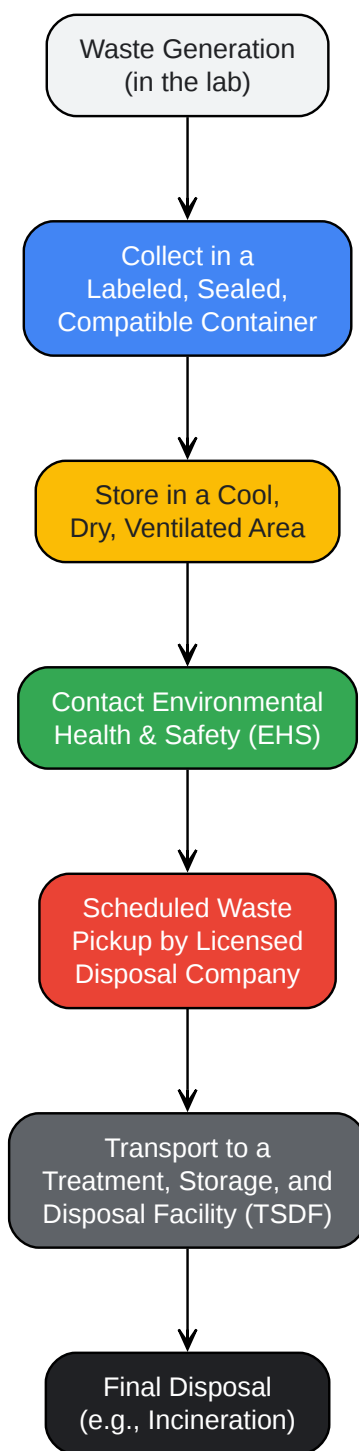 Waste Generation
(in the lab)
Collect in a
Labeled, Sealed,
Compatible Container
Store in a Cool,
Dry, Ventilated Area
Contact Environmental
Health & Safety (EHS)
Scheduled Waste
Pickup by Licensed
Disposal Company
Transport to a
Treatment, Storage, and
Disposal Facility (TSDF)
Final Disposal
(e.g., Incineration)